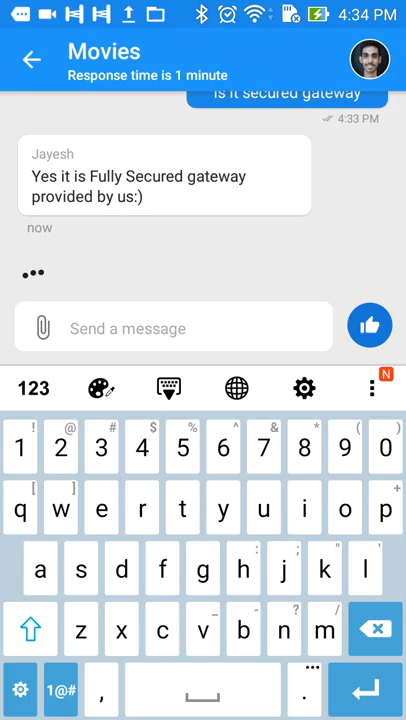 4:34 PM
Movies
Response time is 1 minute
is it secured gateway
4:33 PM
Jayesh
Yes it is Fully Secured gateway
provided by us:)
now
Send a message
N
123
! @ # $ % ^ & * ( )
1 2 3 4 5 6 7 8 9 0
[ ] +
q w e r t y u i o p
: ; " '
a s d f g h j k l
_ - ? /
z x c v b n m
1@# , .